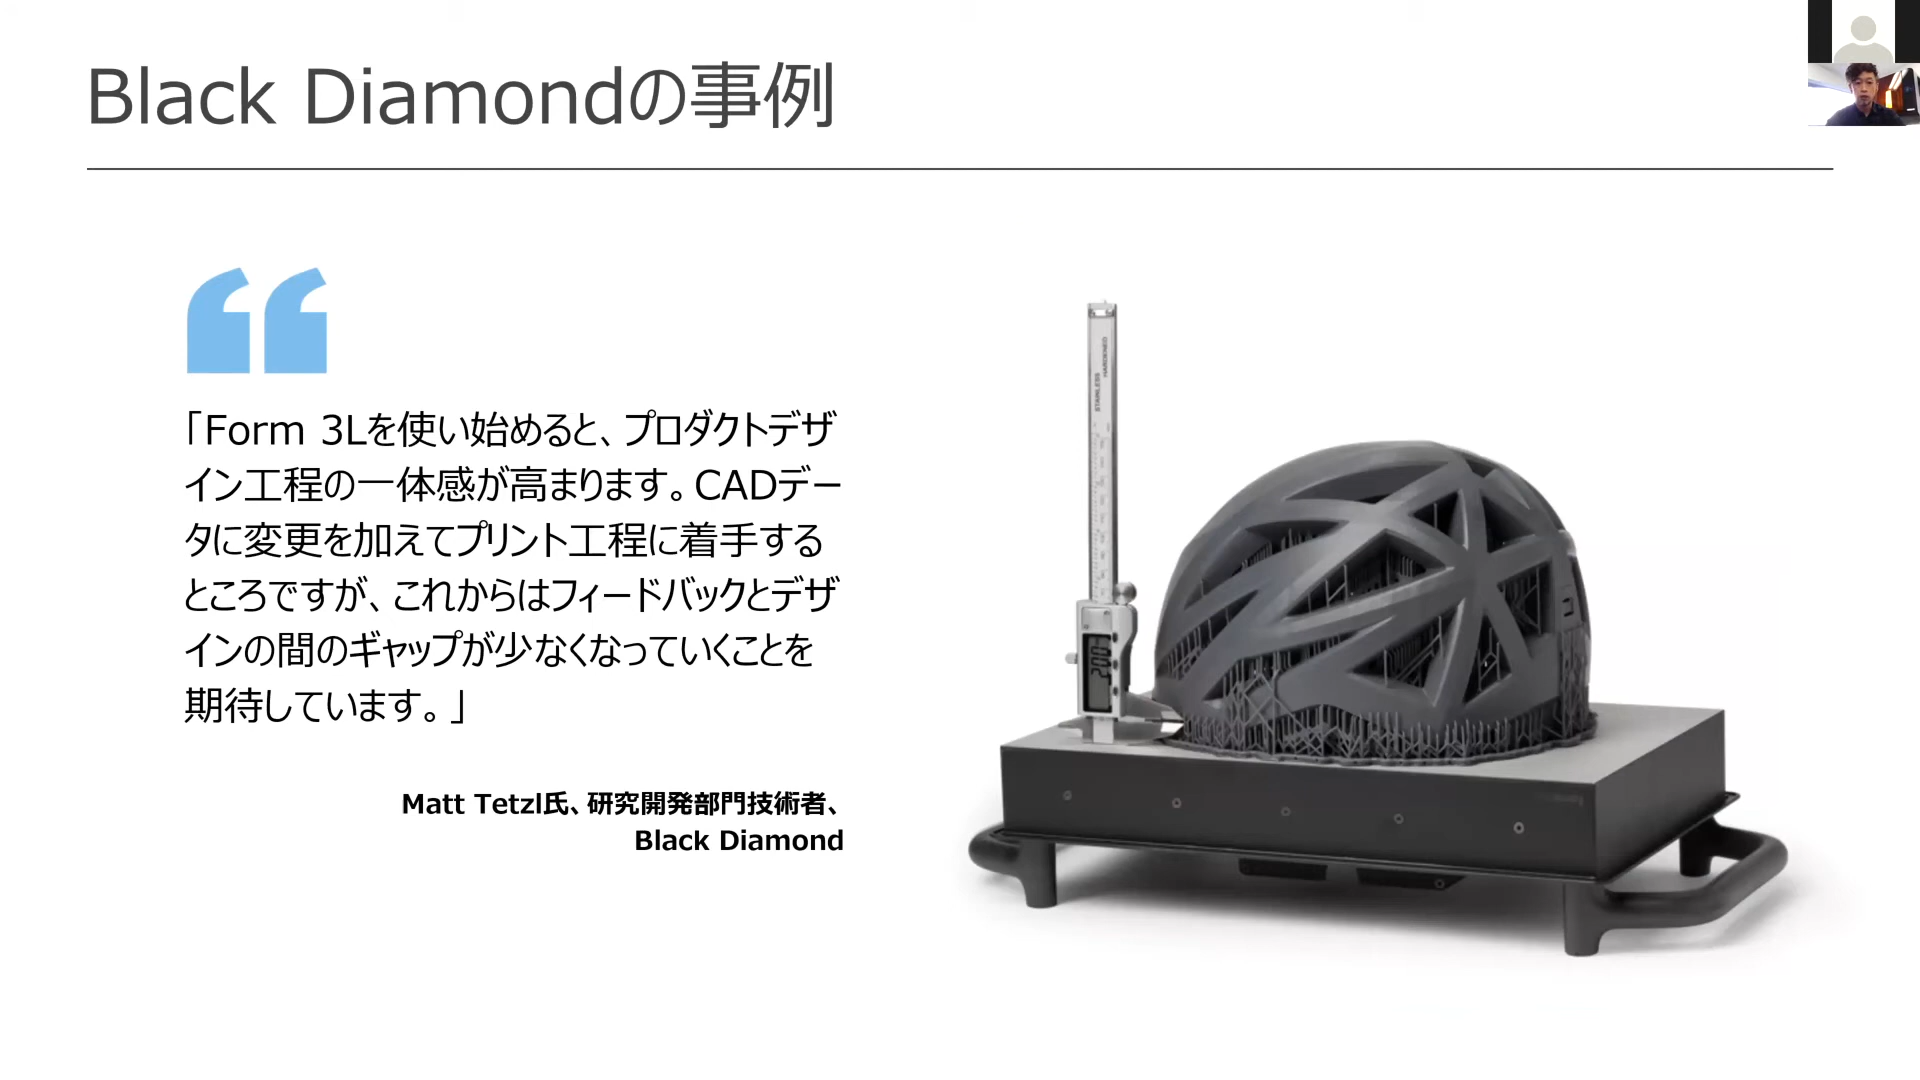 Black Diamondの事例
「Form 3Lを使い始めると、プロダクトデザ
イン工程の一体感が高まります。CADデー
タに変更を加えてプリント工程に着手する
ところですが、これからはフィードバックとデザ
インの間のギャップが少なくなっていくことを
期待しています。」
Matt Tetzl氏、研究開発部門技術者、
Black Diamond
STAINLESS
HARDENED